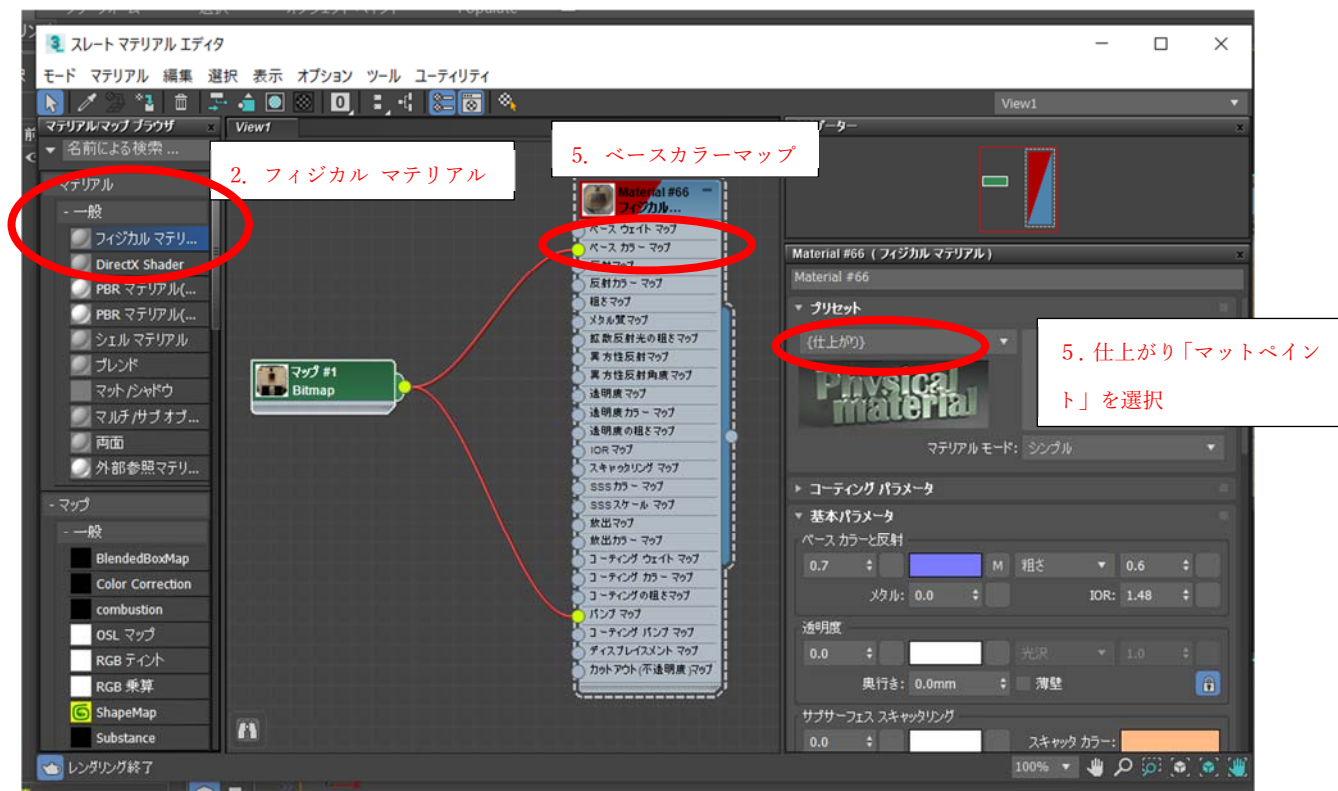 Populate
スレート マテリアル エディタ
モード マテリアル 編集 選択 表示 オプション ツール ユーティリティ
0
View1
マテリアル/マップ ブラウザ
View1
名前による検索 ...
2. フィジカル マテリアル
5. ベースカラーマップ
マテリアル
- 一般
フィジカル マテリ...
DirectX Shader
PBR マテリアル(...
PBR マテリアル(...
シェル マテリアル
ブレンド
マット/シャドウ
マルチ/サブ オブ...
両面
外部参照マテリ...
- マップ
- 一般
BlendedBoxMap
Color Correction
combustion
OSL マップ
RGB ティント
RGB 乗算
ShapeMap
Substance
マップ #1
Bitmap
Material #66
フィジカル...
ベース ウェイト マップ
ベース カラー マップ
反射マップ
反射カラー マップ
粗さマップ
メタル質マップ
拡散反射光の粗さマップ
異方性反射マップ
異方性反射角度マップ
透明度マップ
透明度カラー マップ
透明度の粗さマップ
IOR マップ
スキャッタリング マップ
SSSカラー マップ
SSSスケール マップ
放出マップ
放出カラー マップ
コーティング ウェイト マップ
コーティング カラー マップ
コーティングの粗さマップ
バンプ マップ
コーティング バンプ マップ
ディスプレイスメント マップ
カットアウト(不透明度)マップ
Material #66 ( フィジカル マテリアル )
Material #66
プリセット
{仕上がり}
5. 仕上がり「マットペイン
ト」を選択
Physical
material
マテリアル モード: シンプル
コーティング パラメータ
基本パラメータ
ベース カラーと反射
0.7 M 粗さ 0.6
メタル: 0.0 IOR: 1.48
透明度
0.0 光沢 1.0
奥行き: 0.0mm 薄壁
サブサーフェス スキャッタリング
0.0 スキャッタ カラー:
レンダリング終了
100%